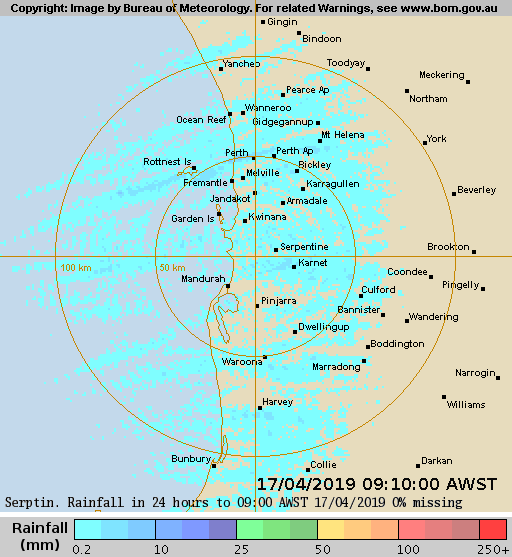 Copyright: Image by Bureau of Meteorology. For related Warnings, see www.bom.gov.au
Gingin
Bindoon
Yanchep
Toodyay
Meckering
Pearce Ap
Northam
Wanneroo
Ocean Reef
Gidgegannup
Mt Helena
York
Perth
Perth Ap
Rottnest Is
Bickley
Melville
Fremantle
Karragullen
Beverley
Jandakot
Armadale
Garden Is
Kwinana
Serpentine
Brookton
100 km
50 km
Karnet
Coondee
Mandurah
Pingelly
Culford
Pinjarra
Bannister
Wandering
Dwellingup
Boddington
Waroona
Marradong
Narrogin
Harvey
Williams
Bunbury
Collie
Darkan
17/04/2019 09:10:00 AWST
Serptin. Rainfall in 24 hours to 09:00 AWST 17/04/2019 0% missing
Rainfall
(mm)
0.2 10 25 50 100 250+